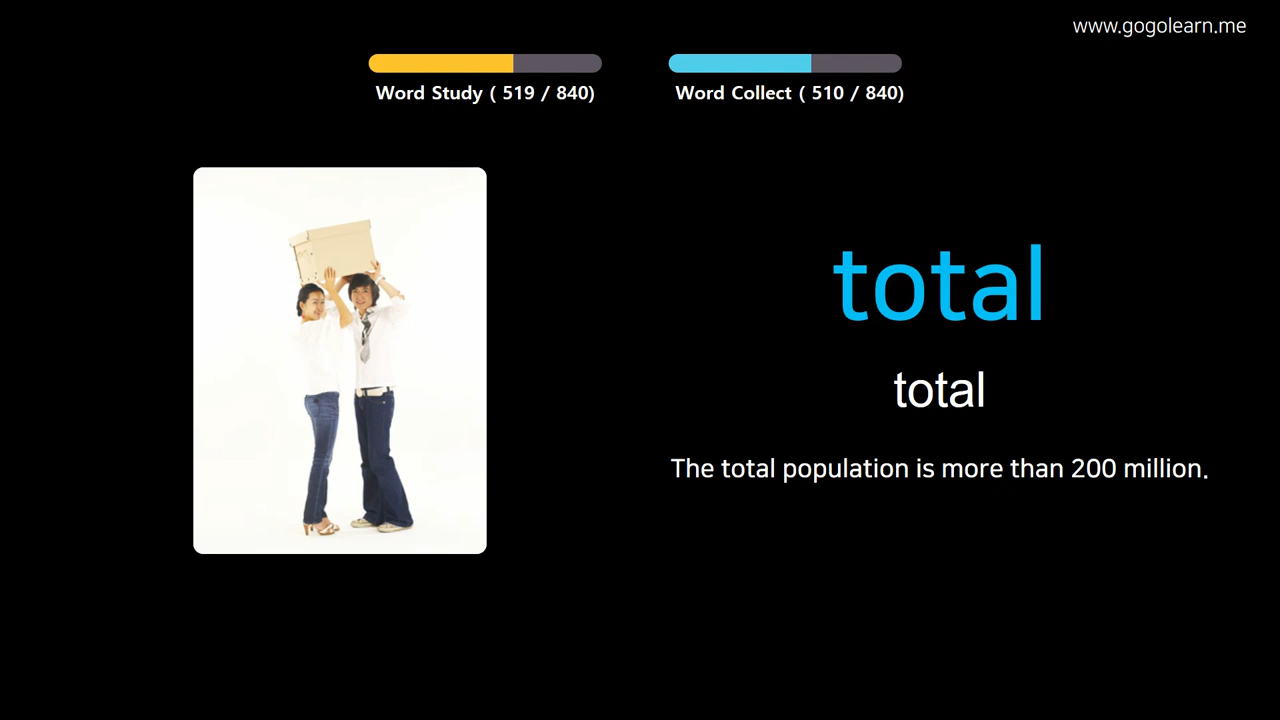 www.gogolearn.me
Word Study ( 519 / 840)
Word Collect ( 510 / 840)
total
total
The total population is more than 200 million.